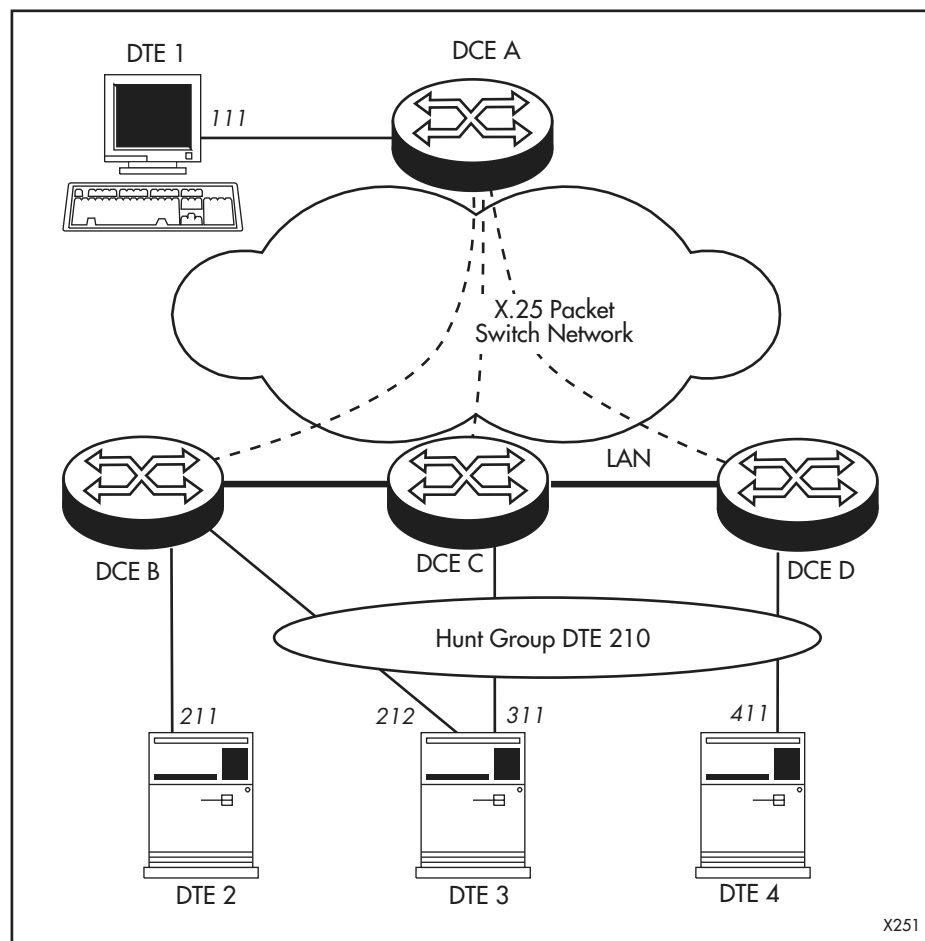 DTE 1
DCE A
111
X.25 Packet
Switch Network
LAN
DCE B
DCE C
DCE D
Hunt Group DTE 210
211
212
311
411
DTE 2
DTE 3
DTE 4
X251